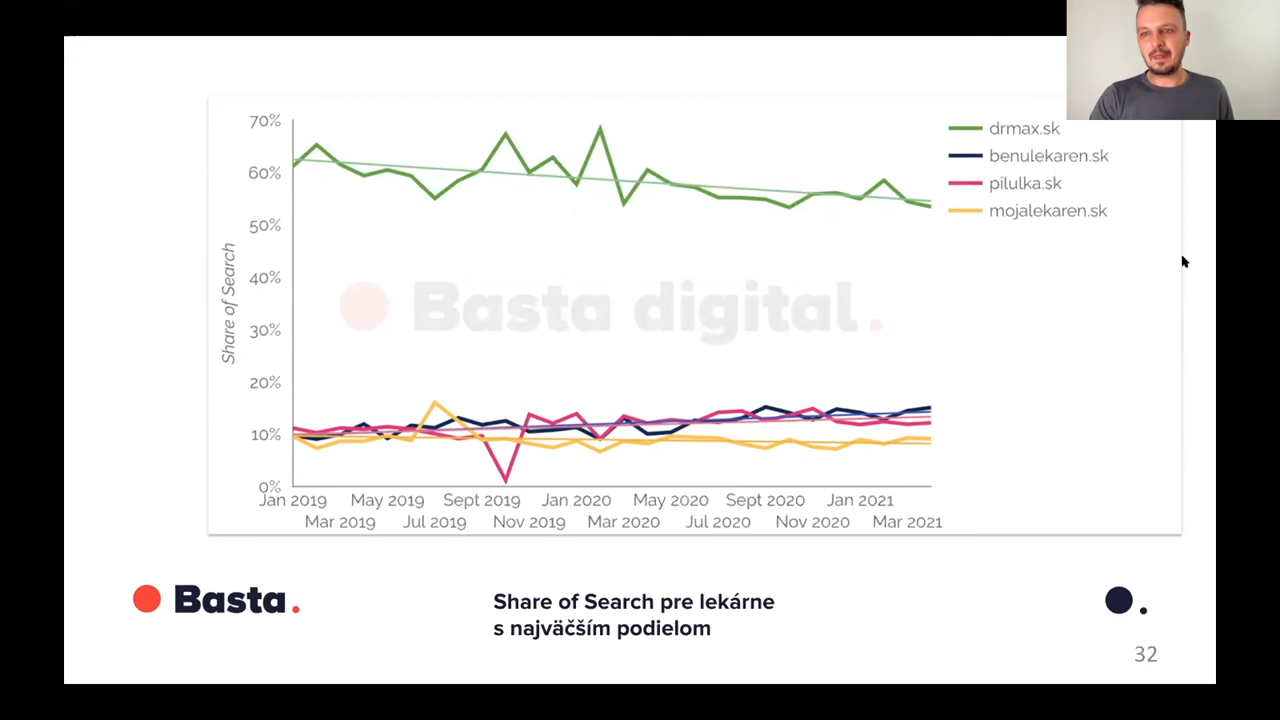 70%
60%
50%
40%
30%
20%
10%
0%
Share of Search
Jan 2019 May 2019 Sept 2019 Jan 2020 May 2020 Sept 2020 Jan 2021
Mar 2019 Jul 2019 Nov 2019 Mar 2020 Jul 2020 Nov 2020 Mar 2021
drmax.sk
benulekaren.sk
pilulka.sk
mojalekaren.sk
Basta digital.
Basta.
Share of Search pre lekárne
s najväčším podielom
32